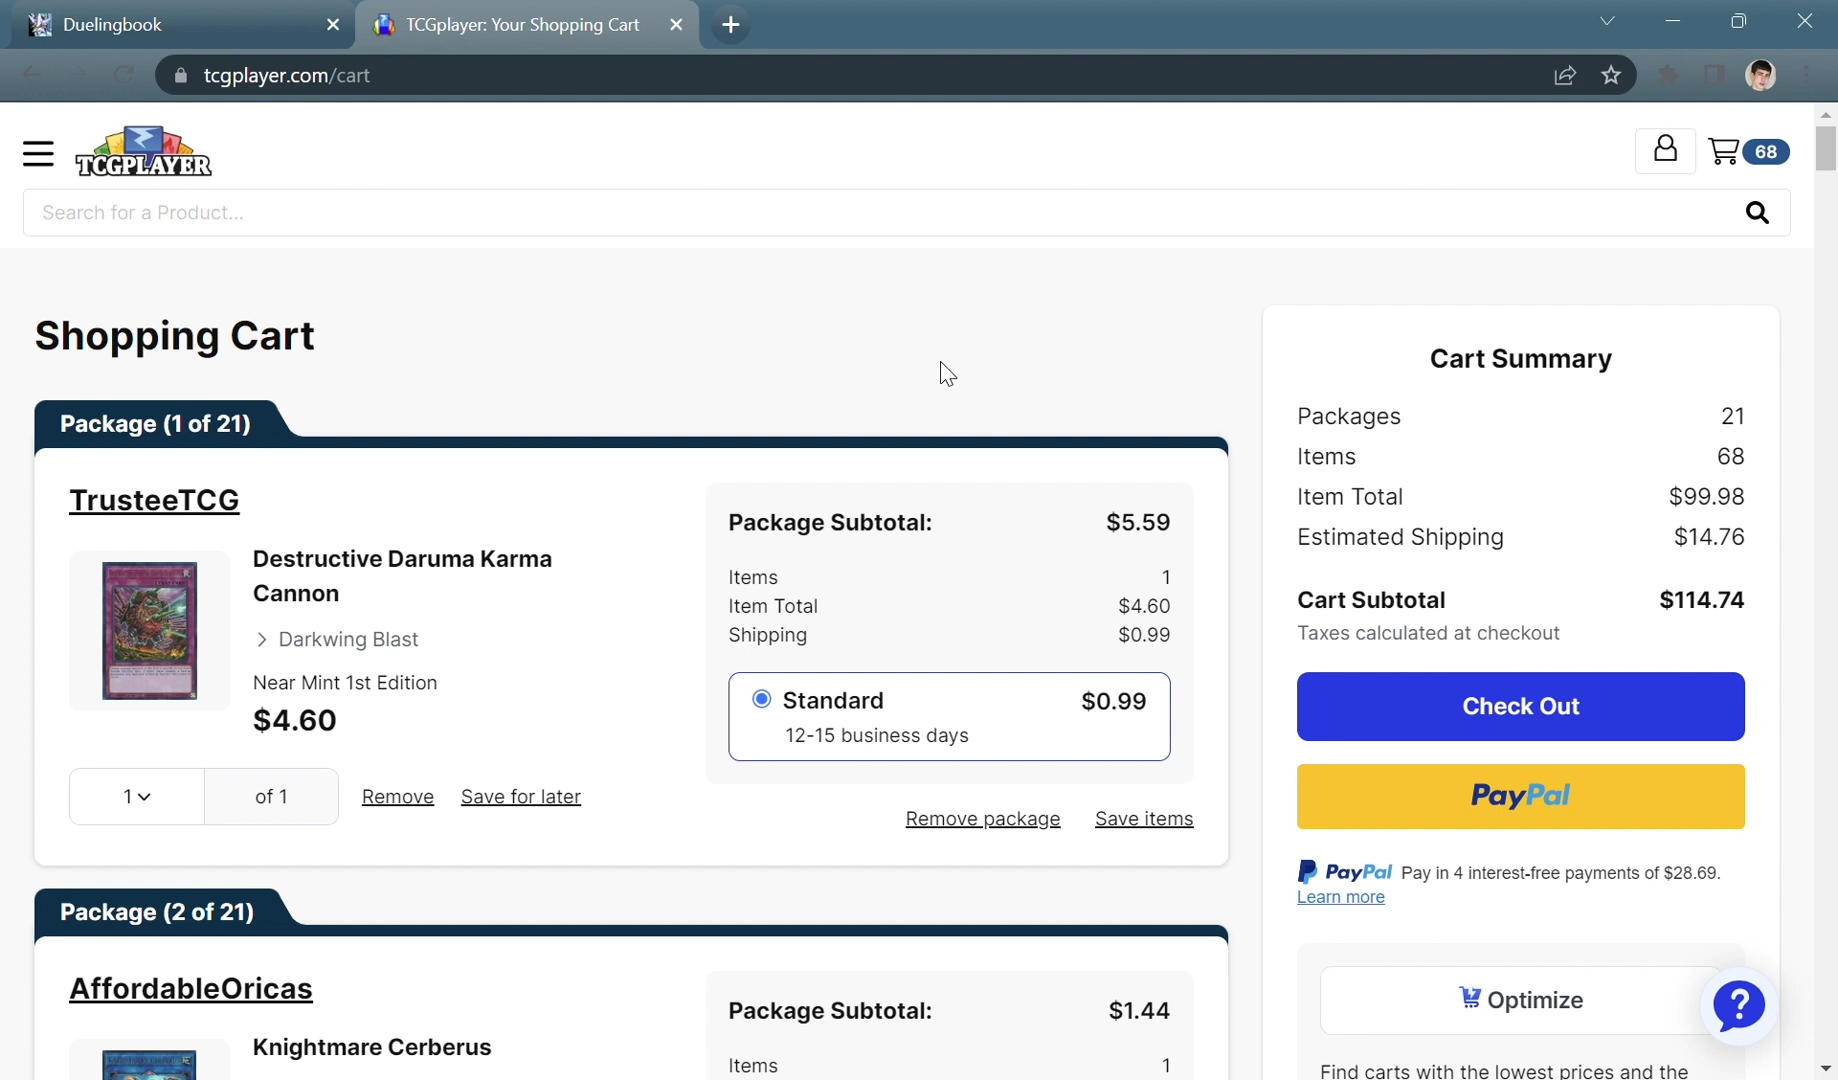 Duelingbook
TCGplayer: Your Shopping Cart
tcgplayer.com/cart
TCGPLAYER
68
Search for a Product...
Shopping Cart
Package (1 of 21)
TrusteeTCG
Destructive Daruma Karma
Cannon
> Darkwing Blast
Near Mint 1st Edition
$4.60
1
of 1
Remove
Save for later
Package Subtotal: $5.59
Items 1
Item Total $4.60
Shipping $0.99
Standard $0.99
12-15 business days
Remove package
Save items
Package (2 of 21)
AffordableOricas
Knightmare Cerberus
Package Subtotal: $1.44
Items 1
Cart Summary
Packages 21
Items 68
Item Total $99.98
Estimated Shipping $14.76
Cart Subtotal $114.74
Taxes calculated at checkout
Check Out
PayPal
PayPal Pay in 4 interest-free payments of $28.69.
Learn more
Optimize
?
Find carts with the lowest prices and the